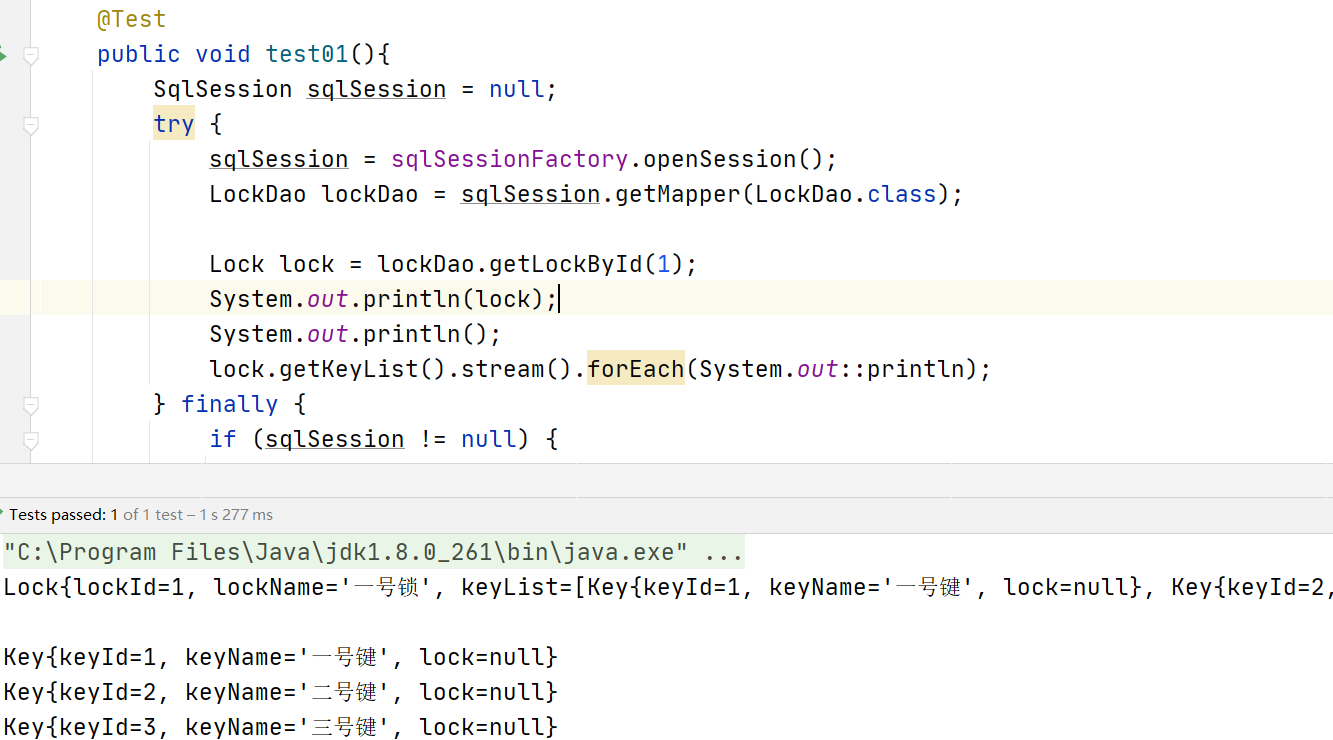 @Test
public void test01(){
SqlSession sqlSession = null;
try {
sqlSession = sqlSessionFactory.openSession();
LockDao lockDao = sqlSession.getMapper(LockDao.class);
Lock lock = lockDao.getLockById(1);
System.out.println(lock);
System.out.println();
lock.getKeyList().stream().forEach(System.out::println);
} finally {
if (sqlSession != null) {
Tests passed: 1 of 1 test – 1 s 277 ms
"C:\Program Files\Java\jdk1.8.0_261\bin\java.exe" ...
Lock{lockId=1, lockName='一号锁', keyList=[Key{keyId=1, keyName='一号键', lock=null}, Key{keyId=2,
Key{keyId=1, keyName='一号键', lock=null}
Key{keyId=2, keyName='二号键', lock=null}
Key{keyId=3, keyName='三号键', lock=null}